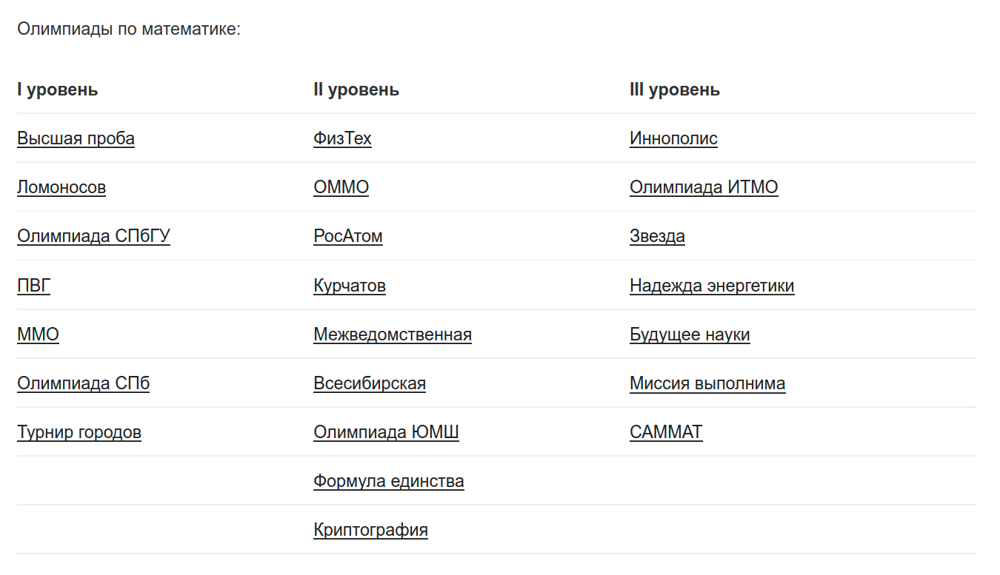 Олимпиады по математике:
I уровень II уровень III уровень
Высшая проба ФизТех Иннополис
Ломоносов ОММО Олимпиада ИТМО
Олимпиада СПбГУ РосАтом Звезда
ПВГ Курчатов Надежда энергетики
ММО Межведомственная Будущее науки
Олимпиада СПб Всесибирская Миссия выполнима
Турнир городов Олимпиада ЮМШ САММАТ
Формула единства
Криптография